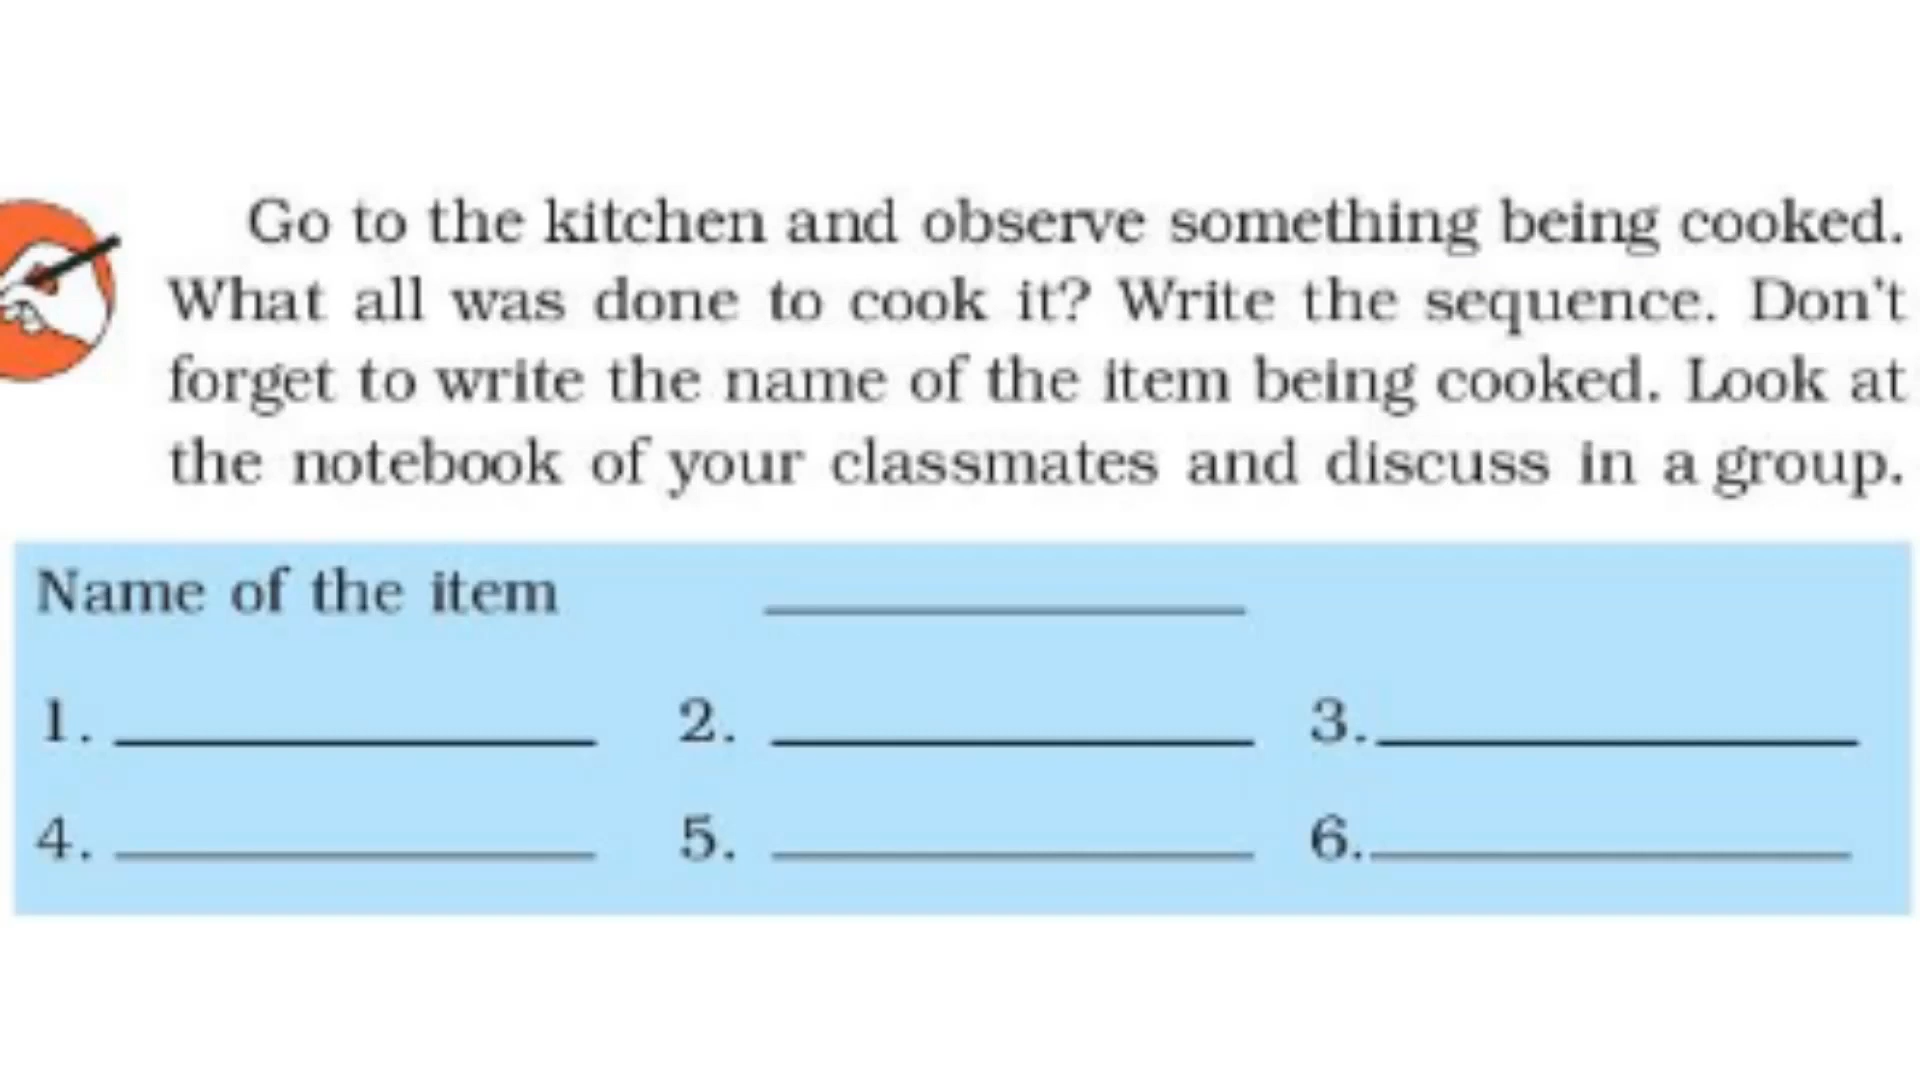 Go to the kitchen and observe something being cooked.
What all was done to cook it? Write the sequence. Don't
forget to write the name of the item being cooked. Look at
the notebook of your classmates and discuss in a group.
Name of the item
1. 2. 3.
4. 5. 6.